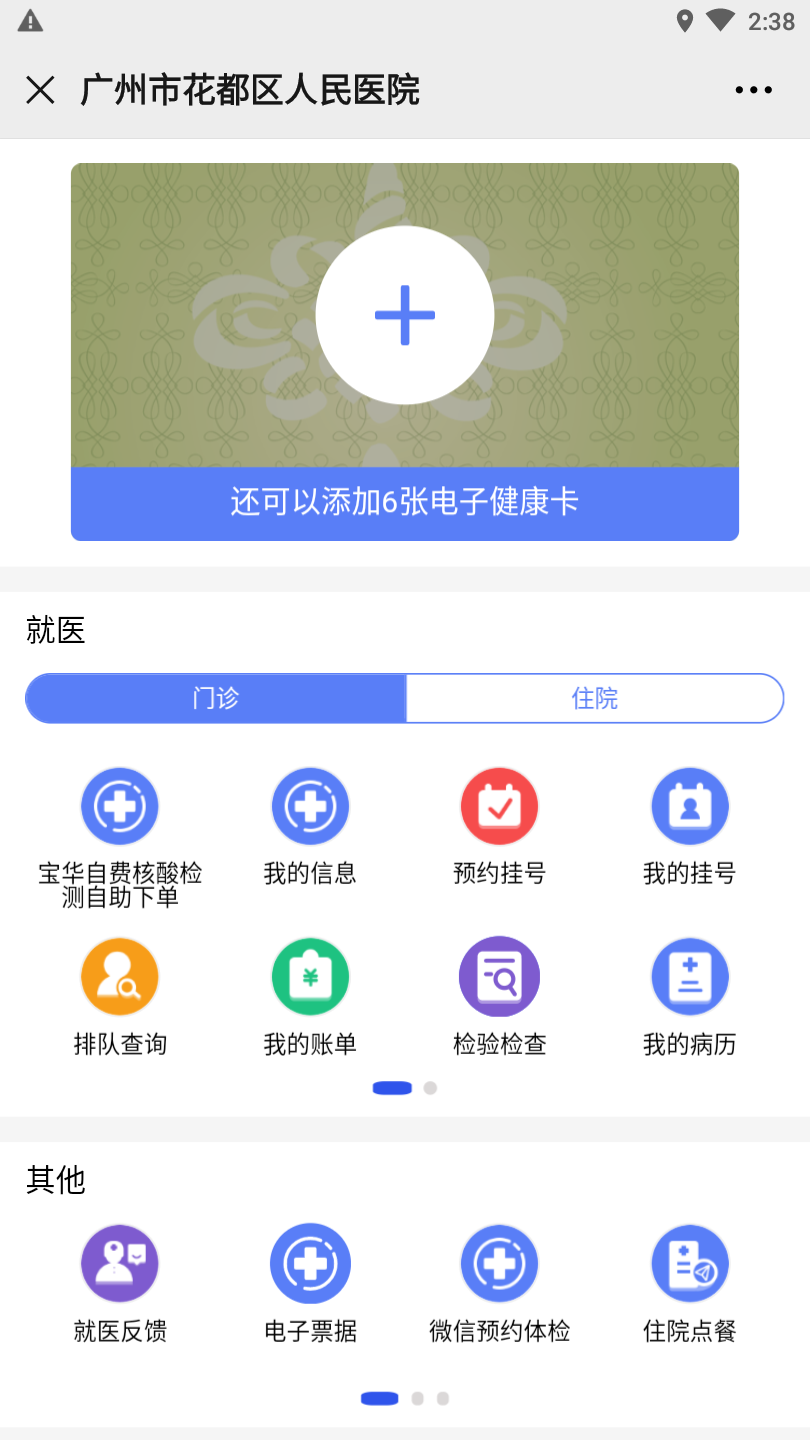 2:38
广州市花都区人民医院
还可以添加6张电子健康卡
就医
门诊 住院
宝华自费核酸检
测自助下单
我的信息
预约挂号
我的挂号
排队查询
我的账单
检验检查
我的病历
其他
就医反馈
电子票据
微信预约体检
住院点餐